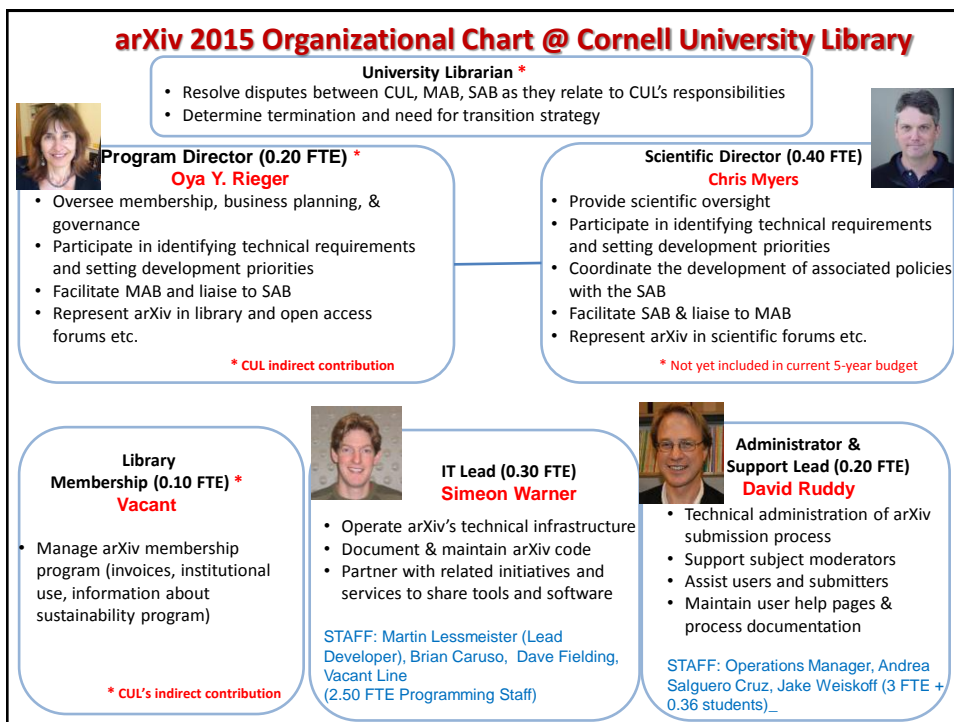 arXiv 2015 Organizational Chart @ Cornell University Library
University Librarian *
• Resolve disputes between CUL, MAB, SAB as they relate to CUL's responsibilities
• Determine termination and need for transition strategy
Program Director (0.20 FTE) *
Oya Y. Rieger
• Oversee membership, business planning, &
governance
• Participate in identifying technical requirements
and setting development priorities
• Facilitate MAB and liaise to SAB
• Represent arXiv in library and open access
forums etc.
* CUL indirect contribution
Scientific Director (0.40 FTE)
Chris Myers
• Provide scientific oversight
• Participate in identifying technical requirements
and setting development priorities
• Coordinate the development of associated policies
with the SAB
• Facilitate SAB & liaise to MAB
• Represent arXiv in scientific forums etc.
* Not yet included in current 5-year budget
Library
Membership (0.10 FTE) *
Vacant
• Manage arXiv membership
program (invoices, institutional
use, information about
sustainability program)
* CUL's indirect contribution
IT Lead (0.30 FTE)
Simeon Warner
• Operate arXiv's technical infrastructure
• Document & maintain arXiv code
• Partner with related initiatives and
services to share tools and software
STAFF: Martin Lessmeister (Lead
Developer), Brian Caruso, Dave Fielding,
Vacant Line
(2.50 FTE Programming Staff)
Administrator &
Support Lead (0.20 FTE)
David Ruddy
• Technical administration of arXiv
submission process
• Support subject moderators
• Assist users and submitters
• Maintain user help pages &
process documentation
STAFF: Operations Manager, Andrea
Salguero Cruz, Jake Weiskoff (3 FTE +
0.36 students)_